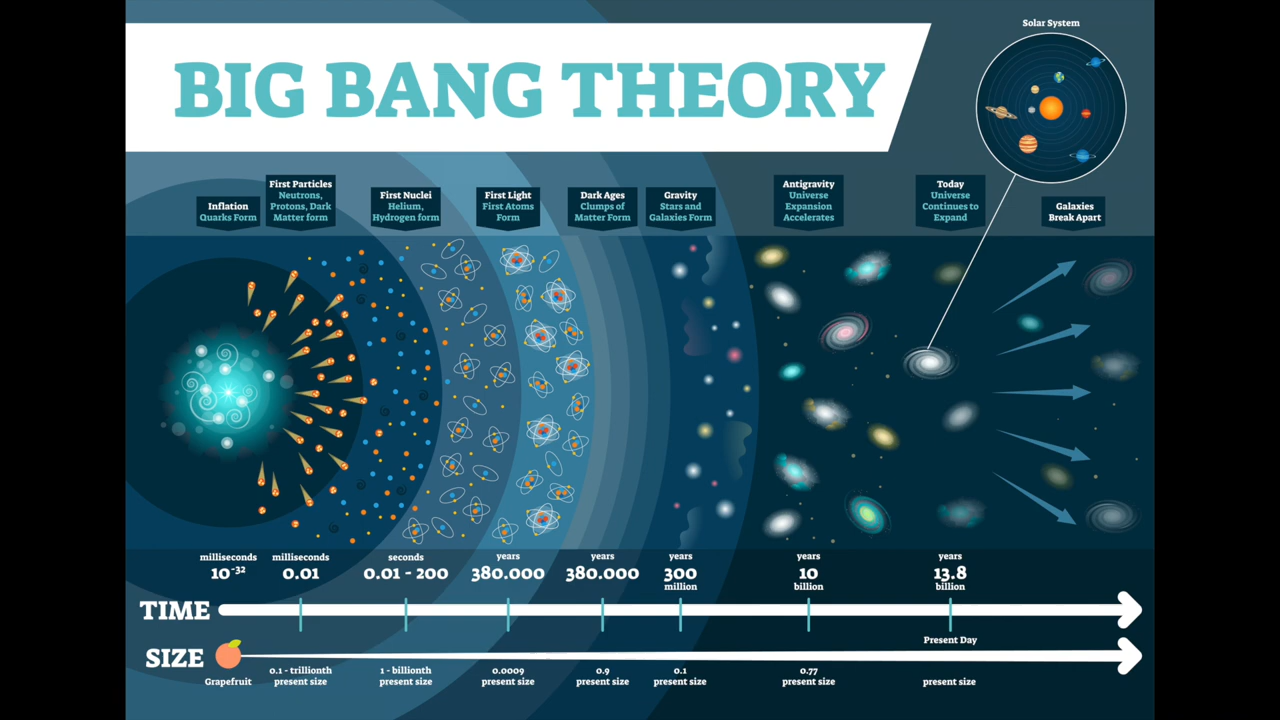 Solar System
BIG BANG THEORY
Inflation
Quarks Form
First Particles
Neutrons,
Protons, Dark
Matter form
First Nuclei
Helium,
Hydrogen form
First Light
First Atoms
Form
Dark Ages
Clumps of
Matter Form
Gravity
Stars and
Galaxies Form
Antigravity
Universe
Expansion
Accelerates
Today
Universe
Continues to
Expand
Galaxies
Break Apart
milliseconds
10⁻³²
milliseconds
0.01
seconds
0.01 - 200
years
380.000
years
380.000
years
300
million
years
10
billion
years
13.8
billion
TIME
Present Day
SIZE
Grapefruit
0.1 - trillionth
present size
1 - billionth
present size
0.0009
present size
0.9
present size
0.1
present size
0.77
present size
present size